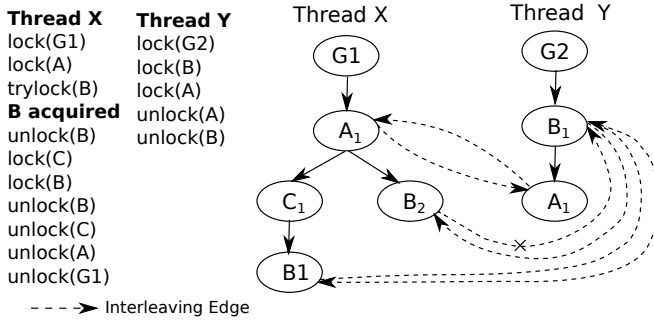 Thread X
lock(G1)
lock(A)
trylock(B)
B acquired
unlock(B)
lock(C)
lock(B)
unlock(B)
unlock(C)
unlock(A)
unlock(G1)
Thread Y
lock(G2)
lock(B)
lock(A)
unlock(A)
unlock(B)
Thread X
Thread Y
G1
G2
A1
B1
C1
B2
A1
B1
Interleaving Edge